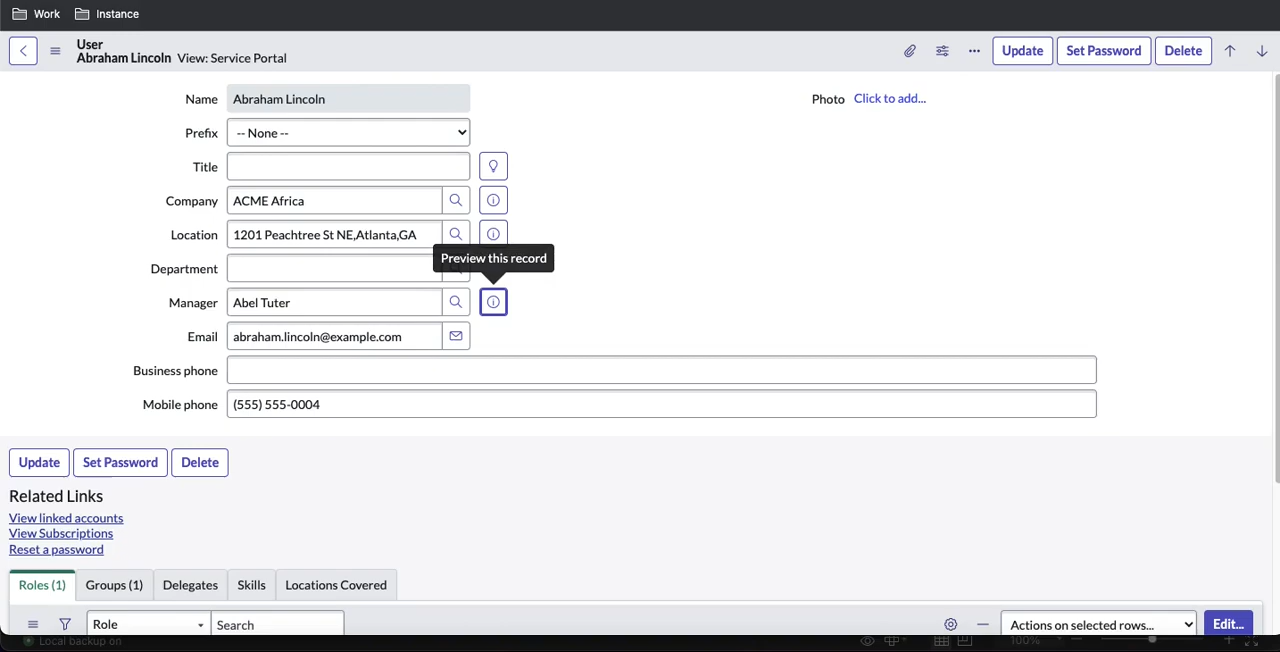 Work Instance
User
Abraham Lincoln View: Service Portal
Update Set Password Delete
Name Abraham Lincoln
Photo Click to add...
Prefix -- None --
Title
Company ACME Africa
Location 1201 Peachtree St NE,Atlanta,GA
Preview this record
Department
Manager Abel Tuter
Email abraham.lincoln@example.com
Business phone
Mobile phone (555) 555-0004
Update Set Password Delete
Related Links
View linked accounts
View Subscriptions
Reset a password
Roles (1) Groups (1) Delegates Skills Locations Covered
Role Search Actions on selected rows... Edit...
Local backup on 100%